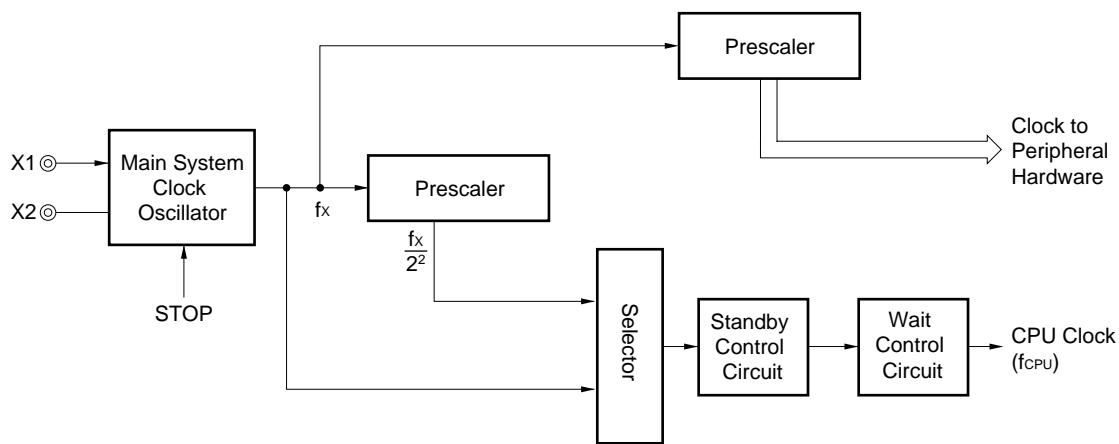 Prescaler
Clock to
Peripheral
Hardware
X1
X2
Main System
Clock
Oscillator
fX
Prescaler
fX
2²
STOP
Selector
Standby
Control
Circuit
Wait
Control
Circuit
CPU Clock
(fCPU)